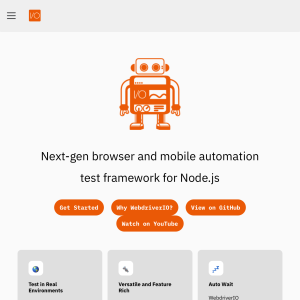 I/O
I/O
Next-gen browser and mobile automation
test framework for Node.js
Get Started
Why WebdriverIO?
View on GitHub
Watch on YouTube
Test in Real
Environments
Versatile and Feature
Rich
Auto Wait
WebdriverIO